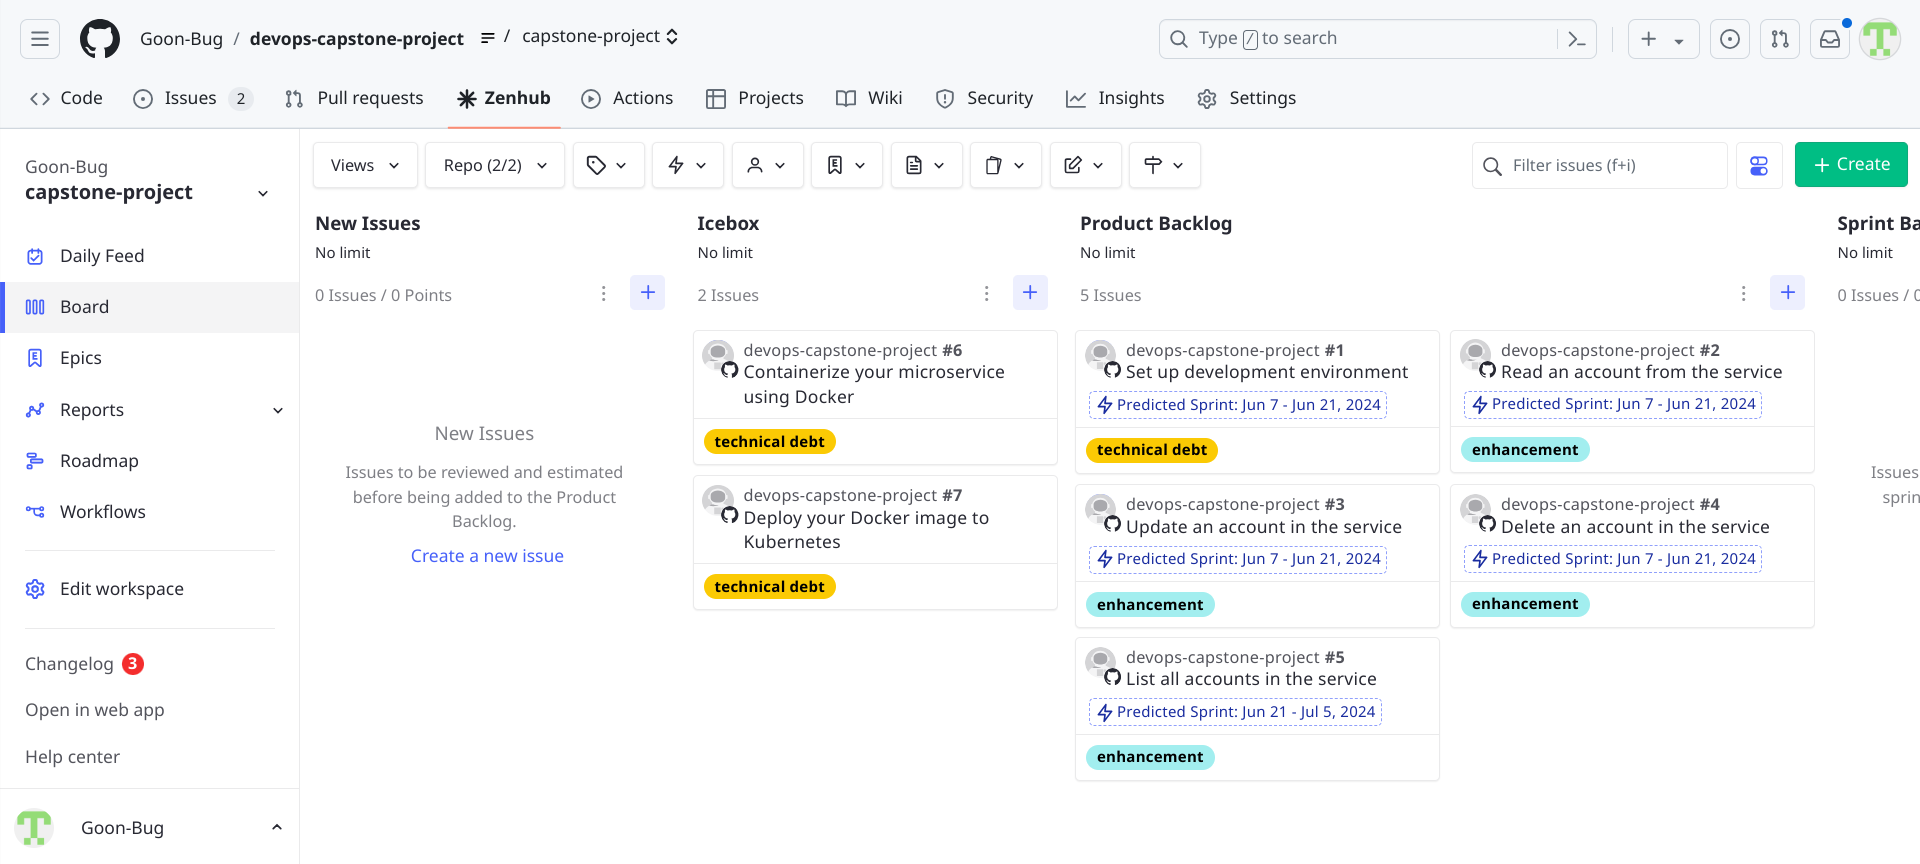 Goon-Bug / devops-capstone-project / capstone-project
Type / to search
Code
Issues 2
Pull requests
Zenhub
Actions
Projects
Wiki
Security
Insights
Settings
Goon-Bug
capstone-project
Daily Feed
Board
Epics
Reports
Roadmap
Workflows
Edit workspace
Changelog 3
Open in web app
Help center
Goon-Bug
Views
Repo (2/2)
Filter issues (f+i)
+ Create
New Issues
No limit
0 Issues / 0 Points
New Issues
Issues to be reviewed and estimated
before being added to the Product
Backlog.
Create a new issue
Icebox
No limit
2 Issues
devops-capstone-project #6
Containerize your microservice
using Docker
technical debt
devops-capstone-project #7
Deploy your Docker image to
Kubernetes
technical debt
Product Backlog
No limit
5 Issues
devops-capstone-project #1
Set up development environment
Predicted Sprint: Jun 7 - Jun 21, 2024
technical debt
devops-capstone-project #2
Read an account from the service
Predicted Sprint: Jun 7 - Jun 21, 2024
enhancement
devops-capstone-project #3
Update an account in the service
Predicted Sprint: Jun 7 - Jun 21, 2024
enhancement
devops-capstone-project #4
Delete an account in the service
Predicted Sprint: Jun 7 - Jun 21, 2024
enhancement
devops-capstone-project #5
List all accounts in the service
Predicted Sprint: Jun 21 - Jul 5, 2024
enhancement
Sprint Ba
No limit
0 Issues / 0
Issues
sprin